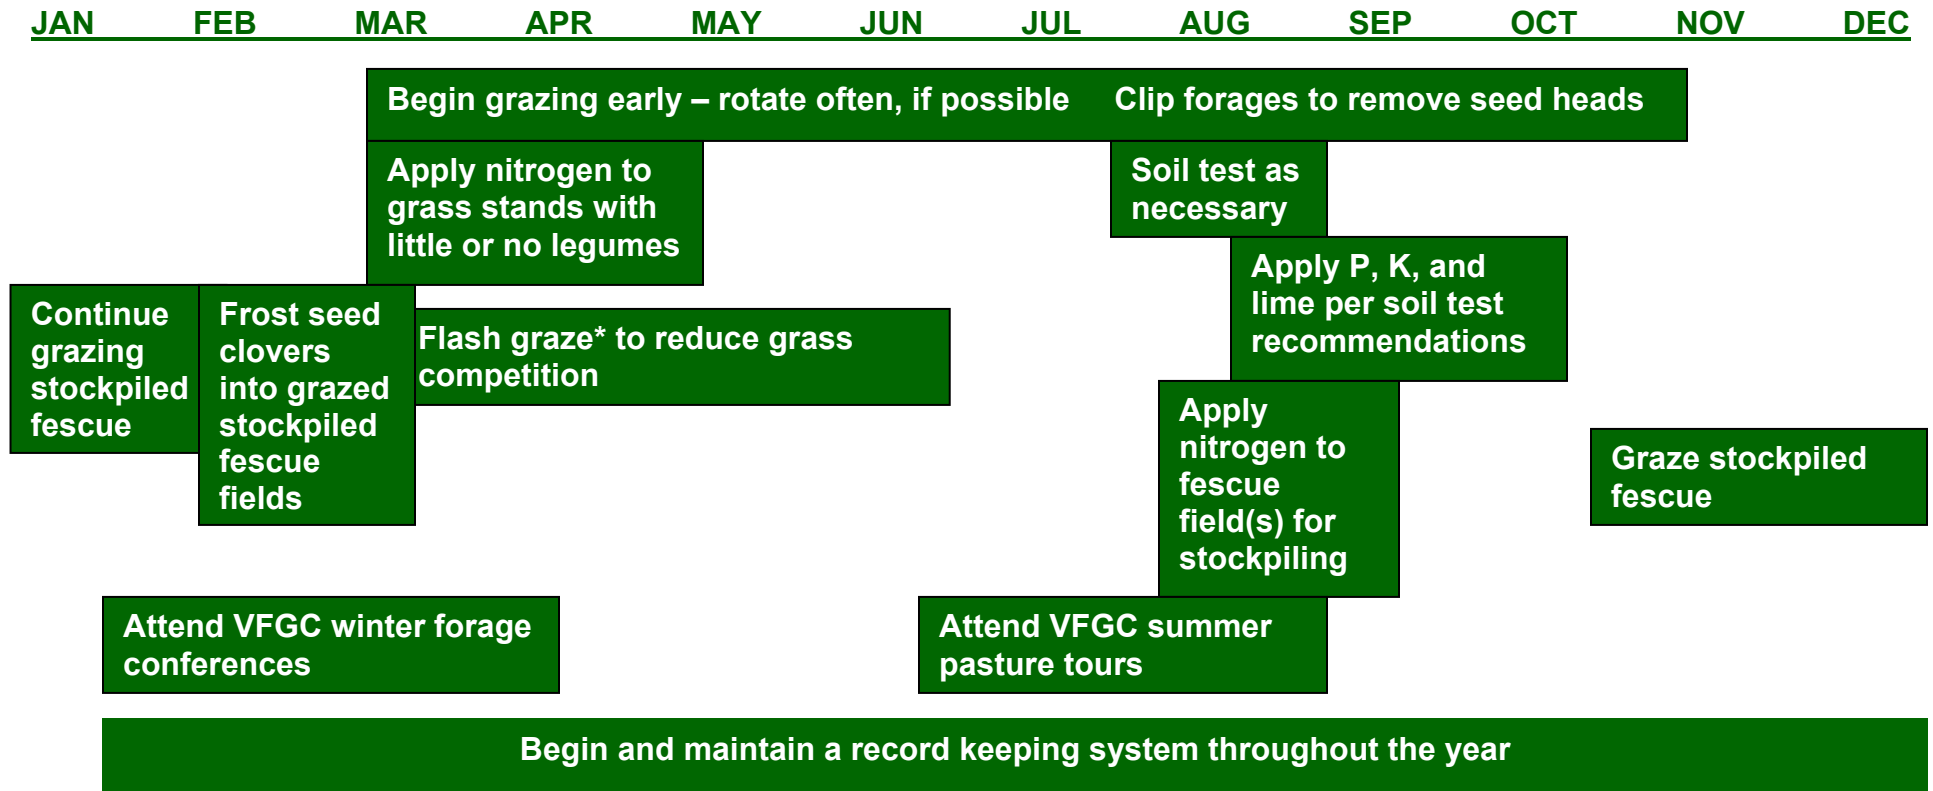 JAN FEB MAR APR MAY JUN JUL AUG SEP OCT NOV DEC
Begin grazing early – rotate often, if possible Clip forages to remove seed heads
Apply nitrogen to
grass stands with
little or no legumes
Soil test as
necessary
Apply P, K, and
lime per soil test
recommendations
Continue
grazing
stockpiled
fescue
Frost seed
clovers
into grazed
stockpiled
fescue
fields
Flash graze* to reduce grass
competition
Apply
nitrogen to
fescue
field(s) for
stockpiling
Graze stockpiled
fescue
Attend VFGC winter forage
conferences
Attend VFGC summer
pasture tours
Begin and maintain a record keeping system throughout the year